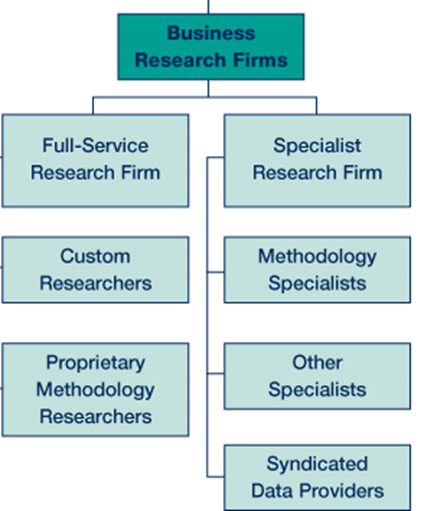 Business
Research Firms
Full-Service
Research Firm
Specialist
Research Firm
Custom
Researchers
Methodology
Specialists
Proprietary
Methodology
Researchers
Other
Specialists
Syndicated
Data Providers